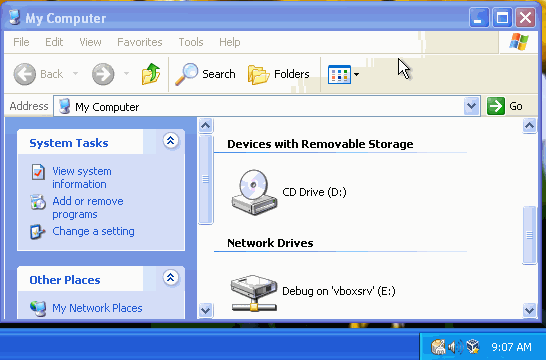 My Computer
File Edit View Favorites Tools Help
Back Search Folders
Address My Computer Go
System Tasks
View system
information
Add or remove
programs
Change a setting
Other Places
My Network Places
Devices with Removable Storage
CD Drive (D:)
Network Drives
Debug on 'vboxsrv' (E:)
9:07 AM